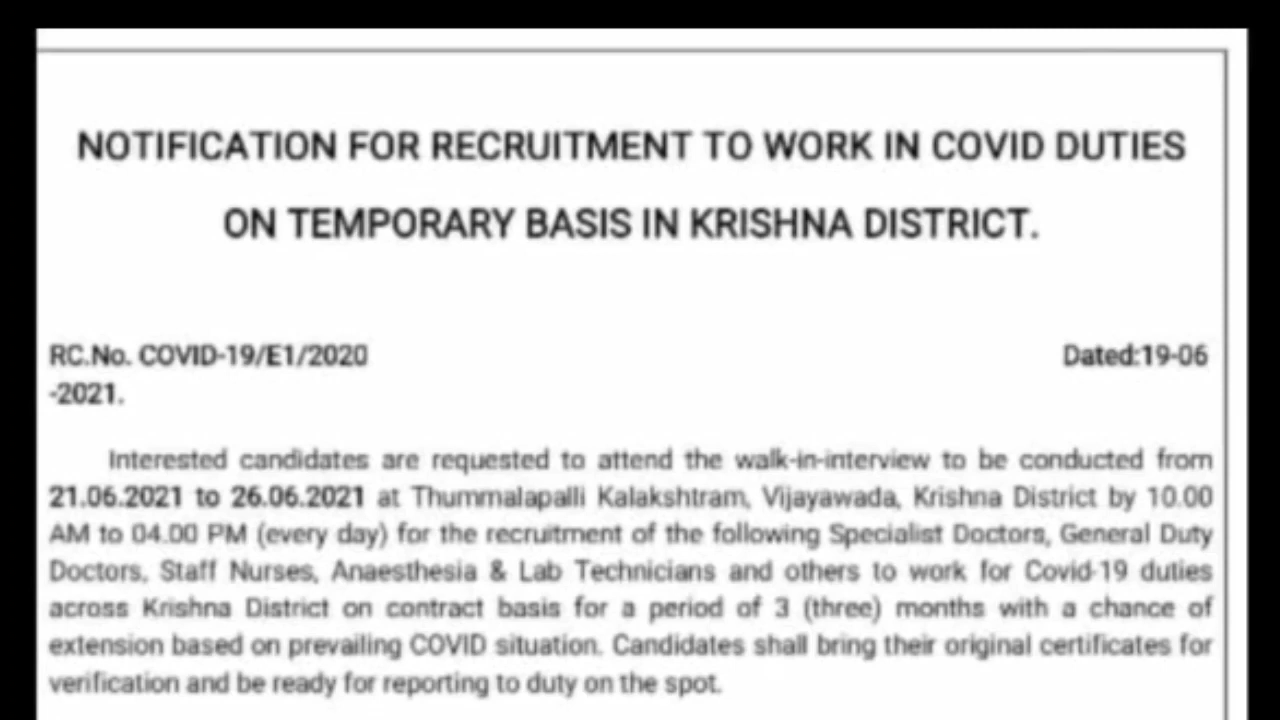 NOTIFICATION FOR RECRUITMENT TO WORK IN COVID DUTIES
ON TEMPORARY BASIS IN KRISHNA DISTRICT.
RC.No. COVID-19/E1/2020 Dated:19-06
-2021.
Interested candidates are requested to attend the walk-in-interview to be conducted from
21.06.2021 to 26.06.2021 at Thummalapalli Kalakshtram, Vijayawada, Krishna District by 10.00
AM to 04.00 PM (every day) for the recruitment of the following Specialist Doctors, General Duty
Doctors, Staff Nurses, Anaesthesia & Lab Technicians and others to work for Covid-19 duties
across Krishna District on contract basis for a period of 3 (three) months with a chance of
extension based on prevailing COVID situation. Candidates shall bring their original certificates for
verification and be ready for reporting to duty on the spot.